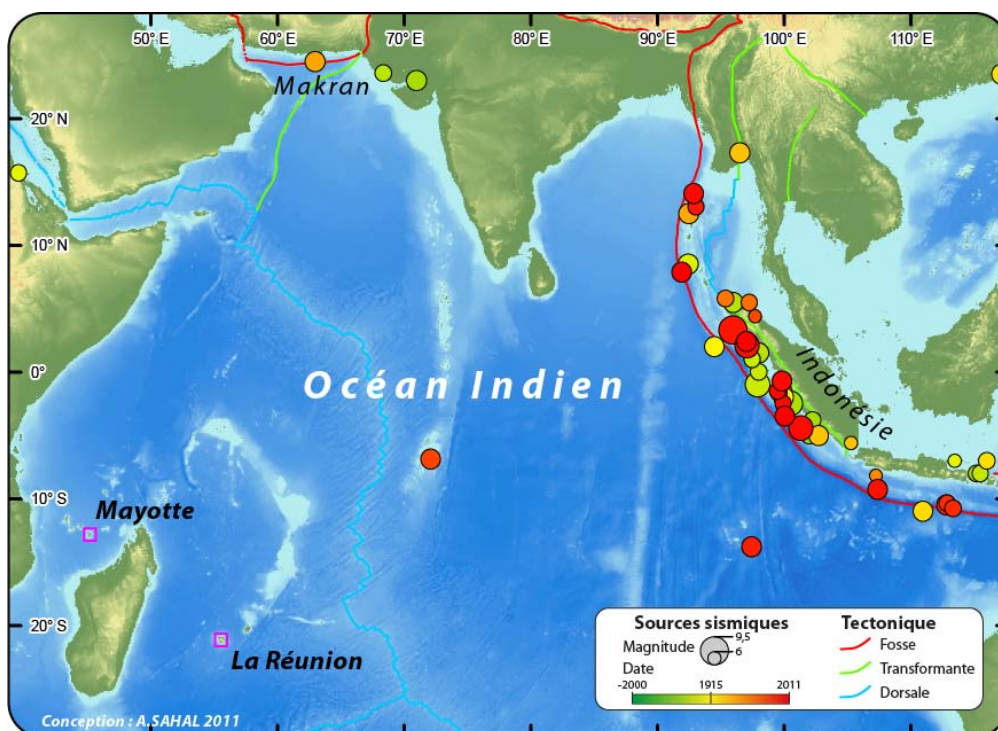 50° E
60° E
70° E
90° E
100° E
110° E
Makran
20° N
10° N
0°
10° S
20° S
Océan Indien
Indonésie
Mayotte
La Réunion
Sources sismiques
Magnitude
9,5
6
Date
-2000
1915
2011
Tectonique
Fosse
Transformante
Dorsale
Conception : A.SAHAL 2011